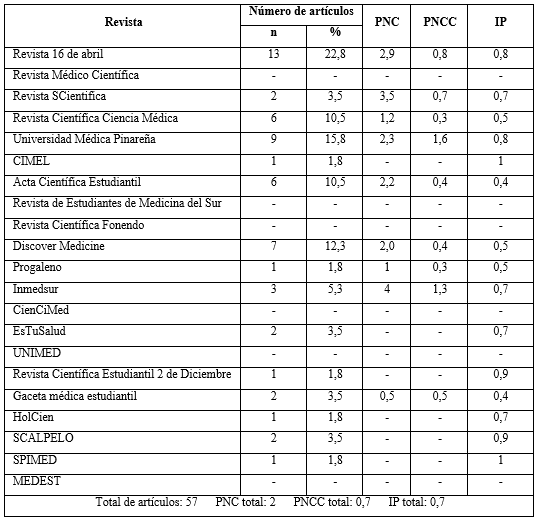 Revista Número de artículos PNC PNCC IP
n %
Revista 16 de abril 13 22,8 2,9 0,8 0,8
Revista Médico Científica - - - - -
Revista SCientifica 2 3,5 3,5 0,7 0,7
Revista Científica Ciencia Médica 6 10,5 1,2 0,3 0,5
Universidad Médica Pinareña 9 15,8 2,3 1,6 0,8
CIMEL 1 1,8 - - 1
Acta Científica Estudiantil 6 10,5 2,2 0,4 0,4
Revista de Estudiantes de Medicina del Sur - - - - -
Revista Científica Fonendo - - - - -
Discover Medicine 7 12,3 2,0 0,4 0,5
Progaleno 1 1,8 1 0,3 0,5
Inmedsur 3 5,3 4 1,3 0,7
CienCiMed - - - - -
EsTuSalud 2 3,5 - - 0,7
UNIMED - - - - -
Revista Científica Estudiantil 2 de Diciembre 1 1,8 - - 0,9
Gaceta médica estudiantil 2 3,5 0,5 0,5 0,4
HolCien 1 1,8 - - 0,7
SCALPELO 2 3,5 - - 0,9
SPIMED 1 1,8 - - 1
MEDEST - - - - -
Total de artículos: 57 PNC total: 2 PNCC total: 0,7 IP total: 0,7